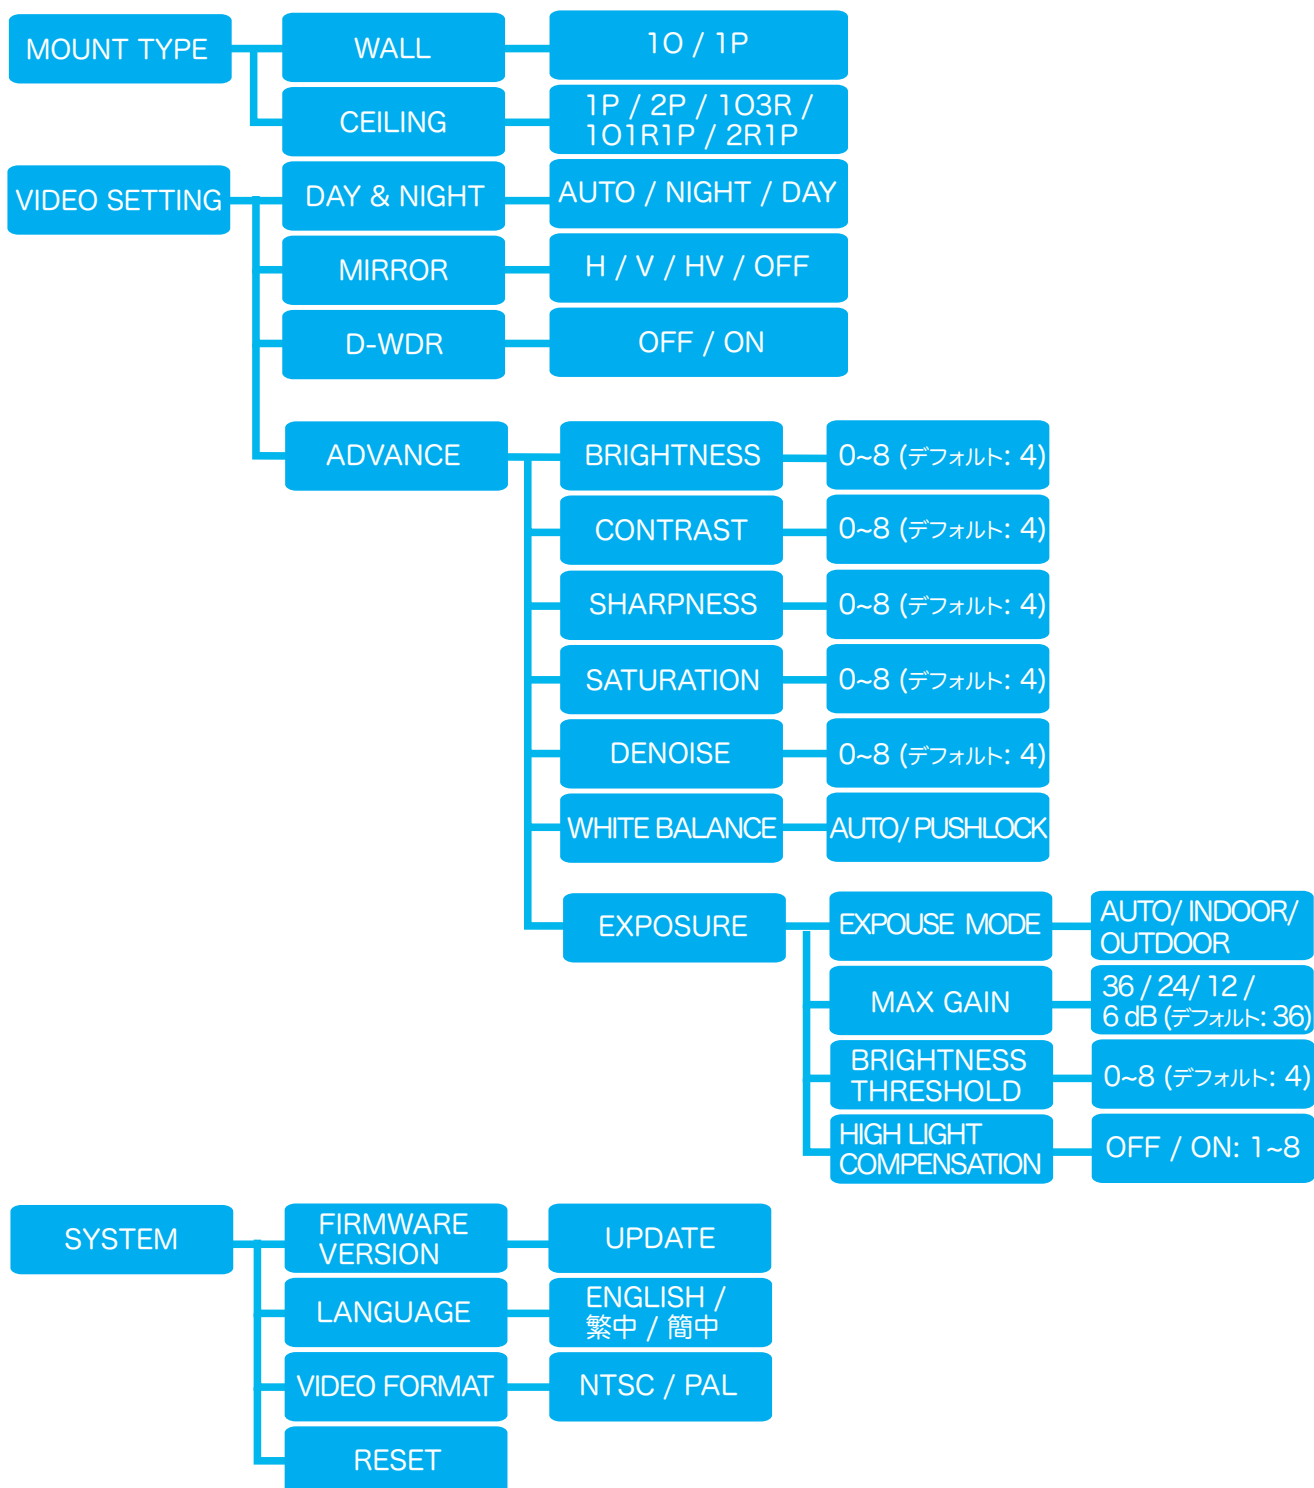 MOUNT TYPE
WALL
1O / 1P
CEILING
1P / 2P / 1O3R /
1O1R1P / 2R1P
VIDEO SETTING
DAY & NIGHT
AUTO / NIGHT / DAY
MIRROR
H / V / HV / OFF
D-WDR
OFF / ON
ADVANCE
BRIGHTNESS
0~8 (デフォルト: 4)
CONTRAST
0~8 (デフォルト: 4)
SHARPNESS
0~8 (デフォルト: 4)
SATURATION
0~8 (デフォルト: 4)
DENOISE
0~8 (デフォルト: 4)
WHITE BALANCE
AUTO/ PUSHLOCK
EXPOSURE
EXPOUSE MODE
AUTO/ INDOOR/
OUTDOOR
MAX GAIN
36 / 24/ 12 /
6 dB (デフォルト: 36)
BRIGHTNESS
THRESHOLD
0~8 (デフォルト: 4)
HIGH LIGHT
COMPENSATION
OFF / ON: 1~8
SYSTEM
FIRMWARE
VERSION
UPDATE
LANGUAGE
ENGLISH /
繁中 / 簡中
VIDEO FORMAT
NTSC / PAL
RESET